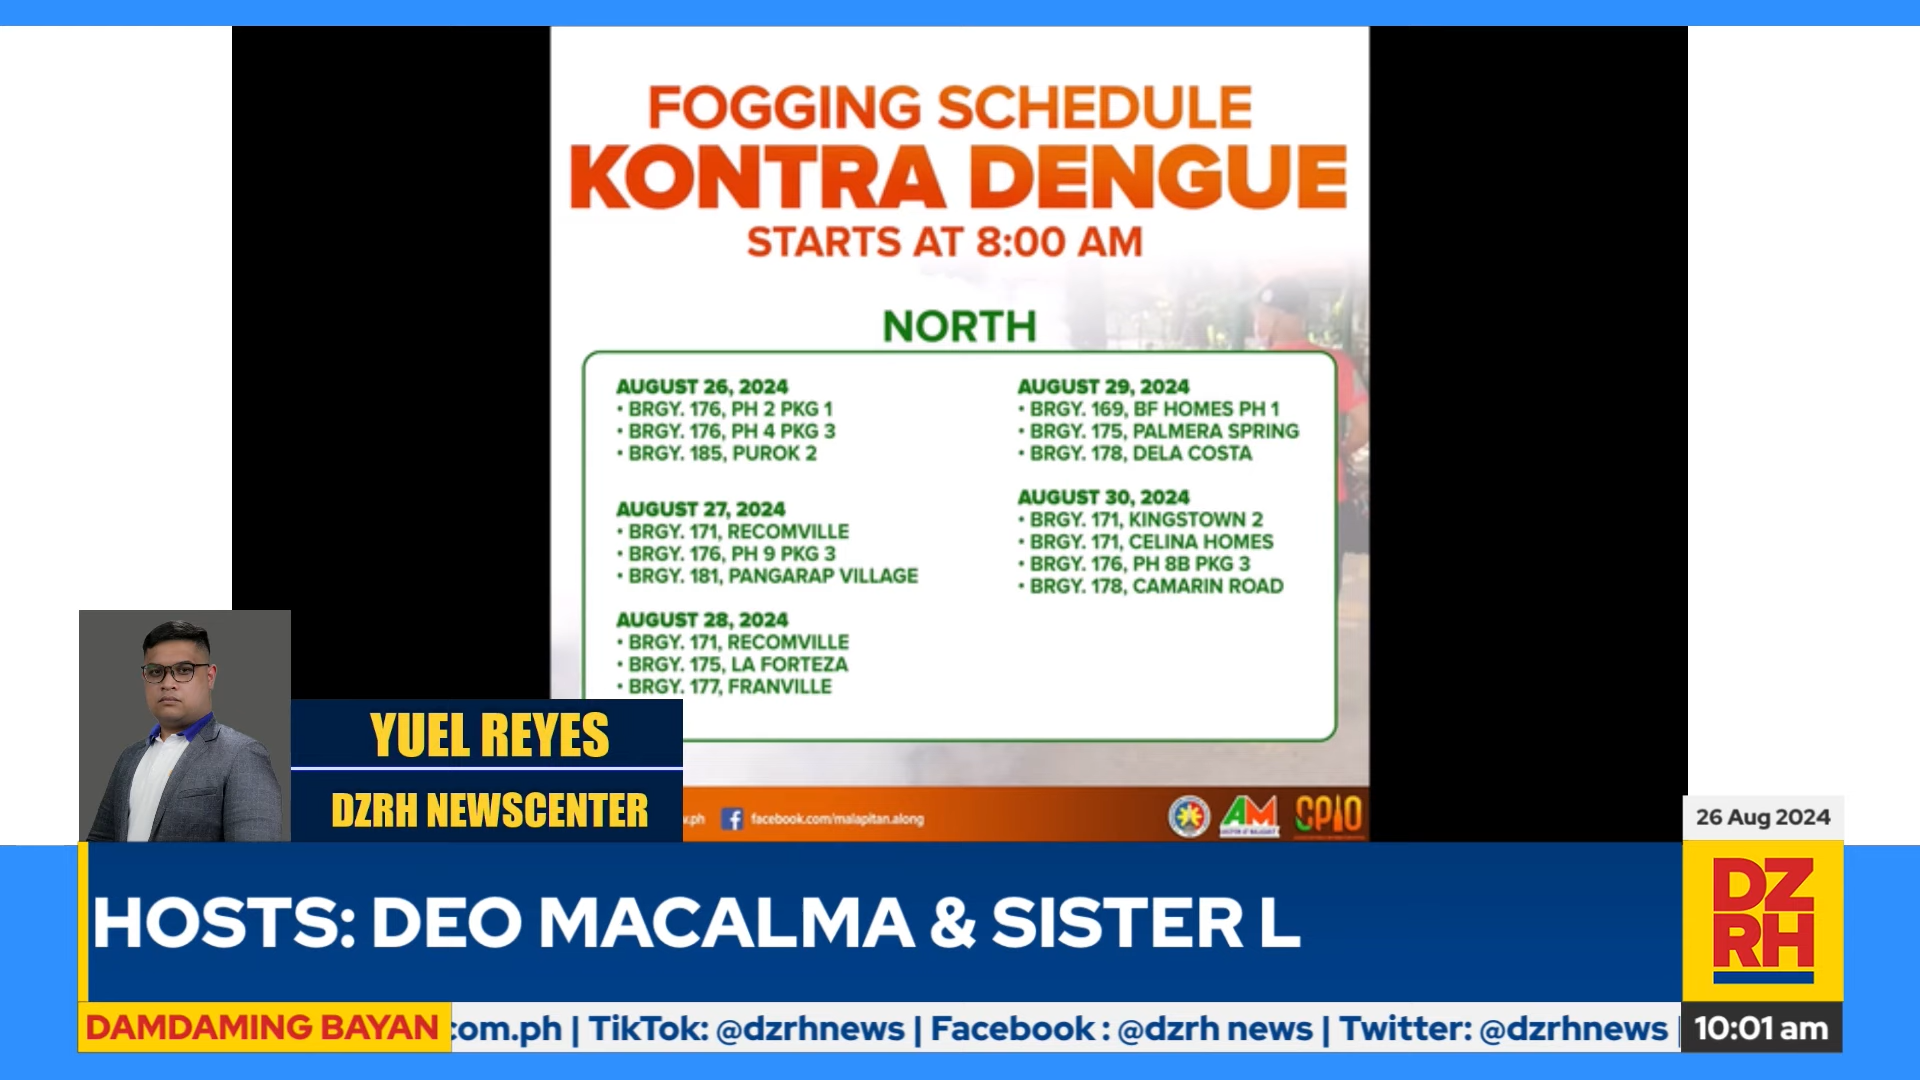 FOGGING SCHEDULE
KONTRA DENGUE
STARTS AT 8:00 AM
NORTH
AUGUST 26, 2024
• BRGY. 176, PH 2 PKG 1
• BRGY. 176, PH 4 PKG 3
• BRGY. 185, PUROK 2
AUGUST 27, 2024
• BRGY. 171, RECOMVILLE
• BRGY. 176, PH 9 PKG 3
• BRGY. 181, PANGARAP VILLAGE
AUGUST 28, 2024
• BRGY. 171, RECOMVILLE
• BRGY. 175, LA FORTEZA
• BRGY. 177, FRANVILLE
AUGUST 29, 2024
• BRGY. 169, BF HOMES PH 1
• BRGY. 175, PALMERA SPRING
• BRGY. 178, DELA COSTA
AUGUST 30, 2024
• BRGY. 171, KINGSTOWN 2
• BRGY. 171, CELINA HOMES
• BRGY. 176, PH 8B PKG 3
• BRGY. 178, CAMARIN ROAD
.ph
facebook.com/malapitan.along
AM
CPIO
YUEL REYES
DZRH NEWSCENTER
26 Aug 2024
HOSTS: DEO MACALMA & SISTER L
DZ
RH
DAMDAMING BAYAN
com.ph | TikTok: @dzrhnews | Facebook : @dzrh news | Twitter: @dzrhnews |
10:01 am